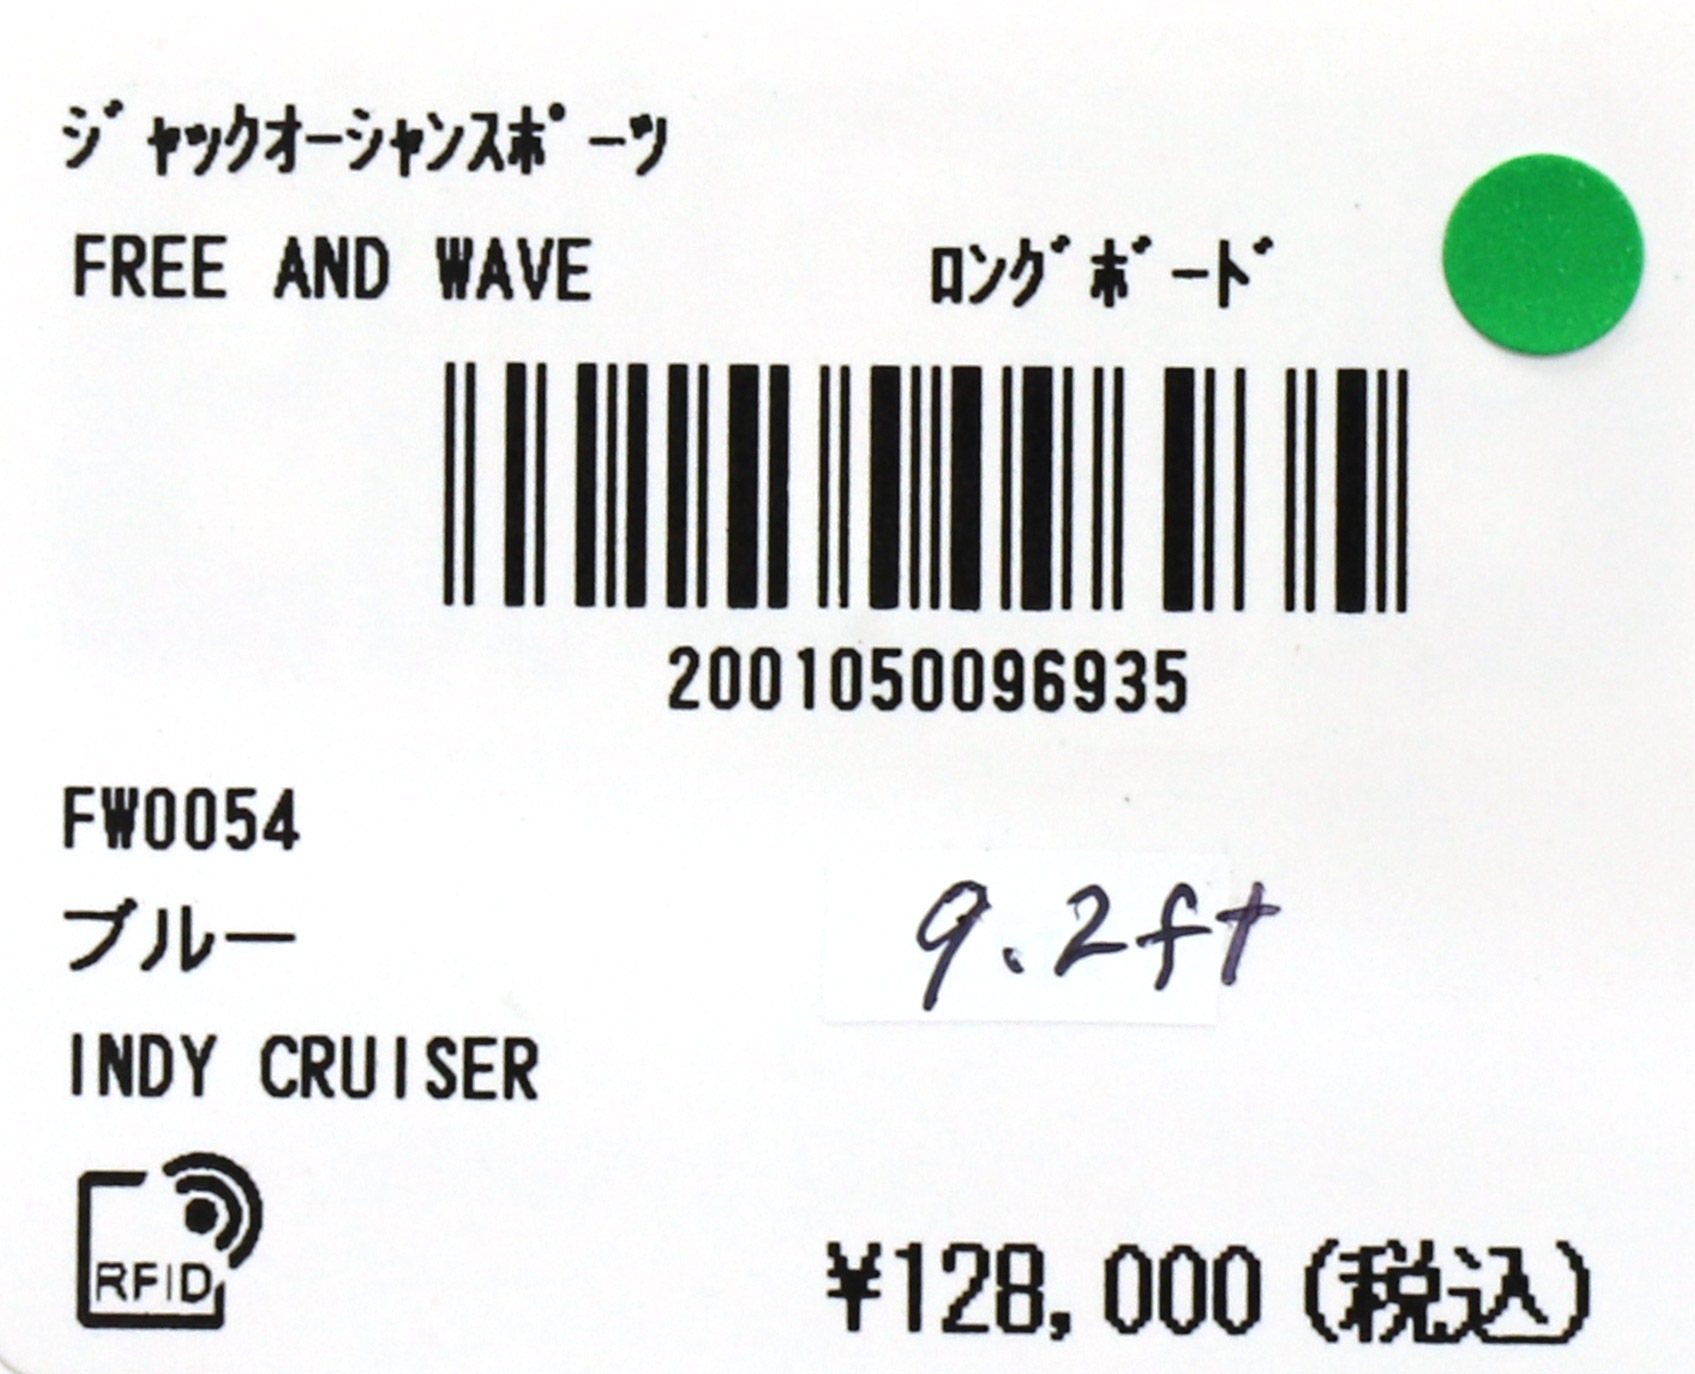 ｼﾞｬｯｸｵｰｼｬﾝｽﾎﾟｰﾂ
FREE AND WAVE ﾛﾝｸﾞﾎﾞｰﾄﾞ
2001050096935
FW0054
ブルー
9.2ft
INDY CRUISER
RFID
¥128,000(税込)